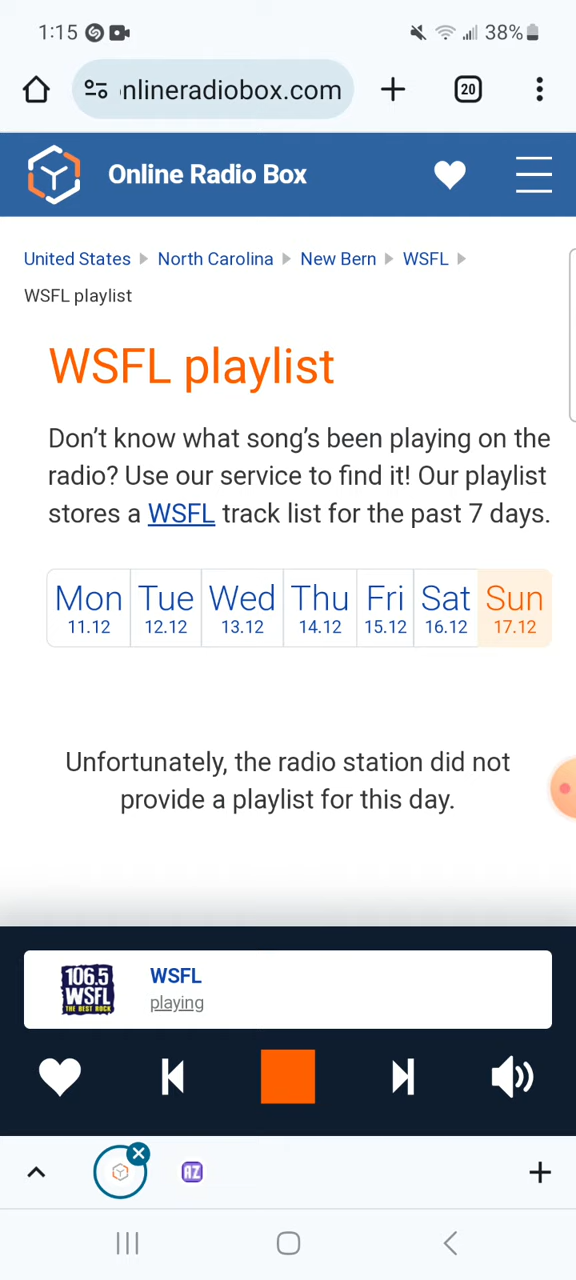 1:15 38%
nlineradiobox.com 20
Online Radio Box
United States North Carolina New Bern WSFL
WSFL playlist
WSFL playlist
Don't know what song's been playing on the
radio? Use our service to find it! Our playlist
stores a WSFL track list for the past 7 days.
Mon Tue Wed Thu Fri Sat Sun
11.12 12.12 13.12 14.12 15.12 16.12 17.12
Unfortunately, the radio station did not
provide a playlist for this day.
106.5
WSFL
THE BEST ROCK
WSFL
playing
AZ